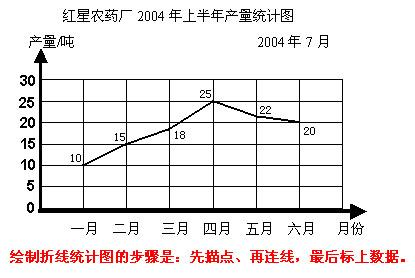 红星农药厂 2004 年上半年产量统计图
产量/吨
2004 年 7 月
30
25
20
15
10
5
0
10
15
18
25
22
20
一月 二月 三月 四月 五月 六月 月份
绘制折线统计图的步骤是：先描点、再连线，最后标上数据。